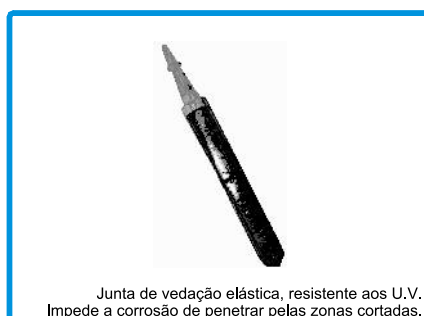 Junta de vedação elástica, resistente aos U.V.
Impede a corrosão de penetrar pelas zonas cortadas.